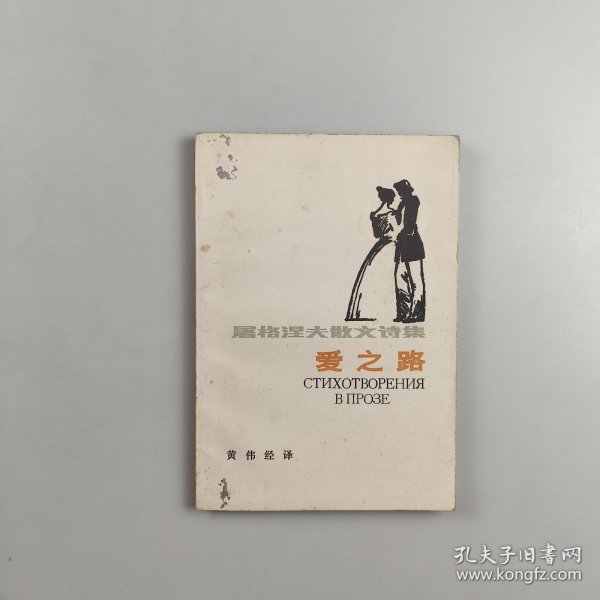 屠格涅夫散文诗集
爱之路
СТИХОТВОРЕНИЯ
В ПРОЗЕ
黄伟经译
孔夫子旧书网
www.kongfz.com